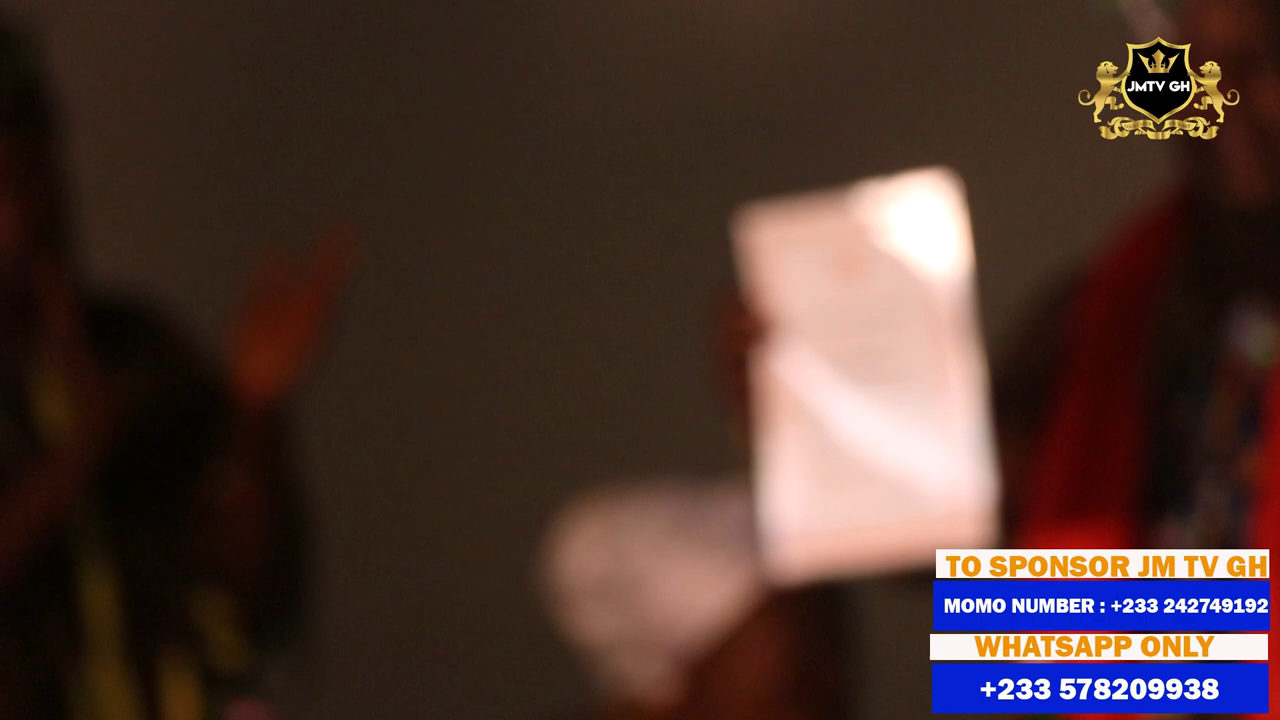 JMTV GH
TO SPONSOR JM TV GH
MOMO NUMBER : +233 242749192
WHATSAPP ONLY
+233 578209938